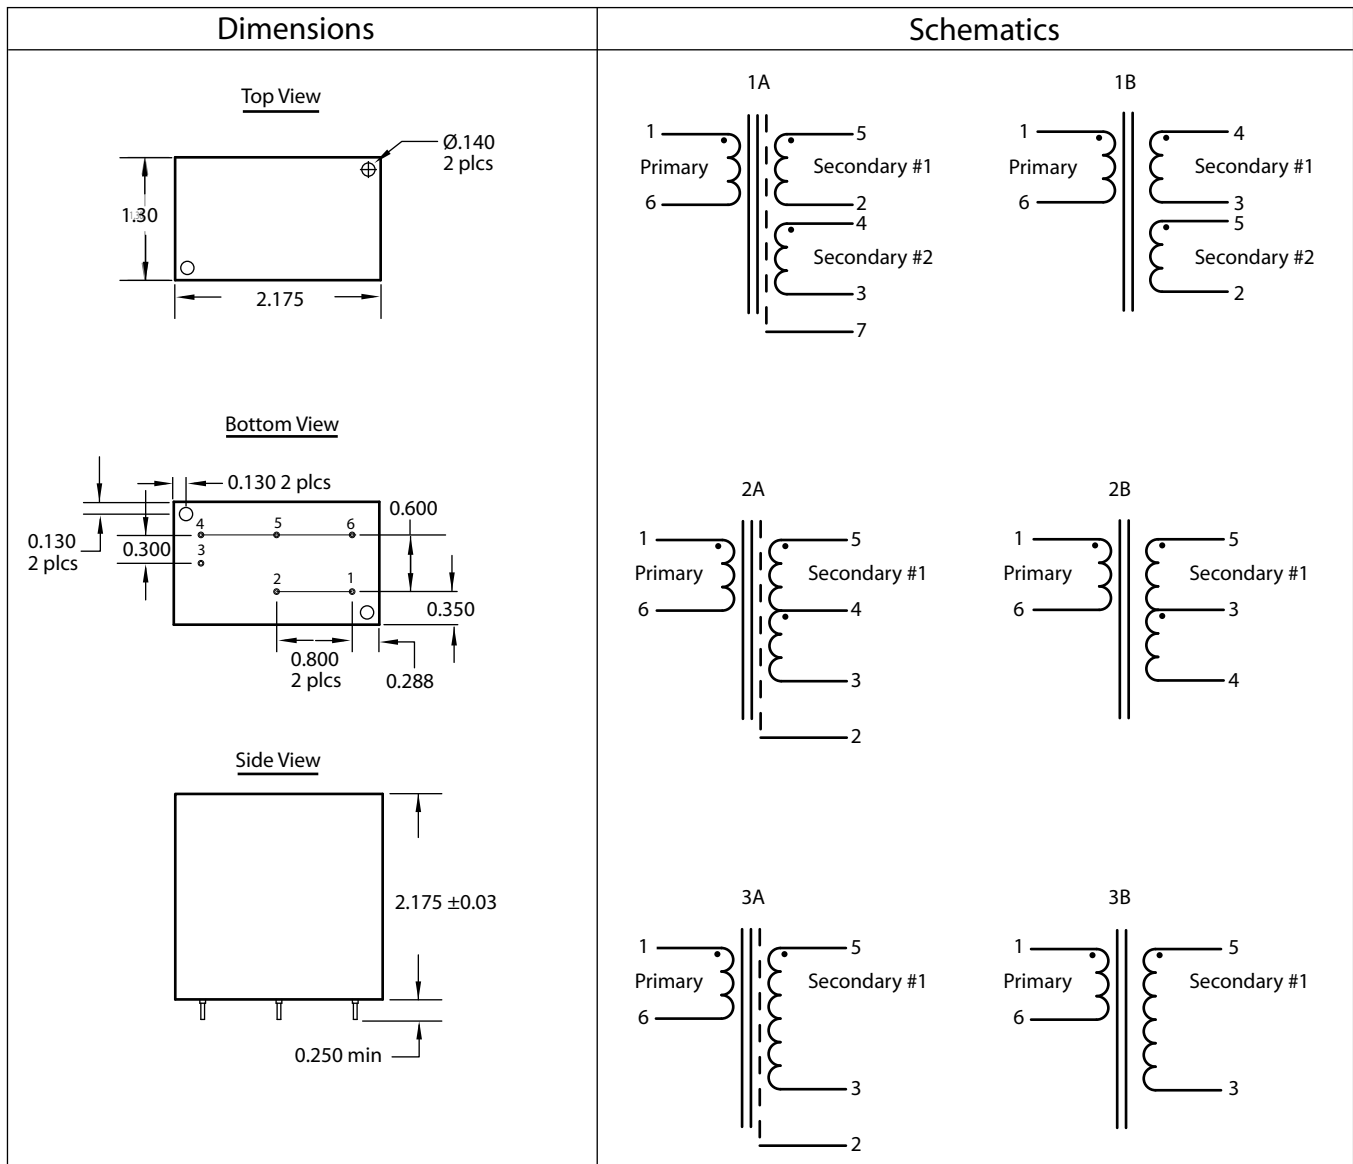 Dimensions
Schematics
Top View
Ø.140
2 plcs
1.30
2.175
Bottom View
0.130 2 plcs
0.600
0.130
2 plcs
0.300
4
5
6
3
2
1
0.350
0.800
2 plcs
0.288
Side View
2.175 ±0.03
0.250 min
1A
1
5
Primary
Secondary #1
6
2
4
Secondary #2
3
7
1B
1
4
Primary
Secondary #1
6
3
5
Secondary #2
2
2A
1
5
Primary
Secondary #1
6
4
3
2
2B
1
5
Primary
Secondary #1
6
3
4
3A
1
5
Primary
Secondary #1
6
3
2
3B
1
5
Primary
Secondary #1
6
3